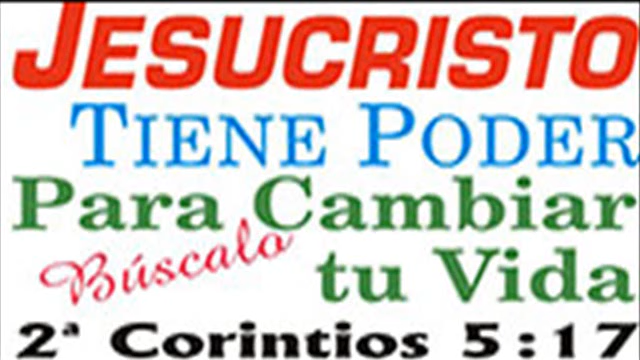 JESUCRISTO
TIENE PODER
Para Cambiar
Búscalo
tu Vida
2ª Corintios 5:17